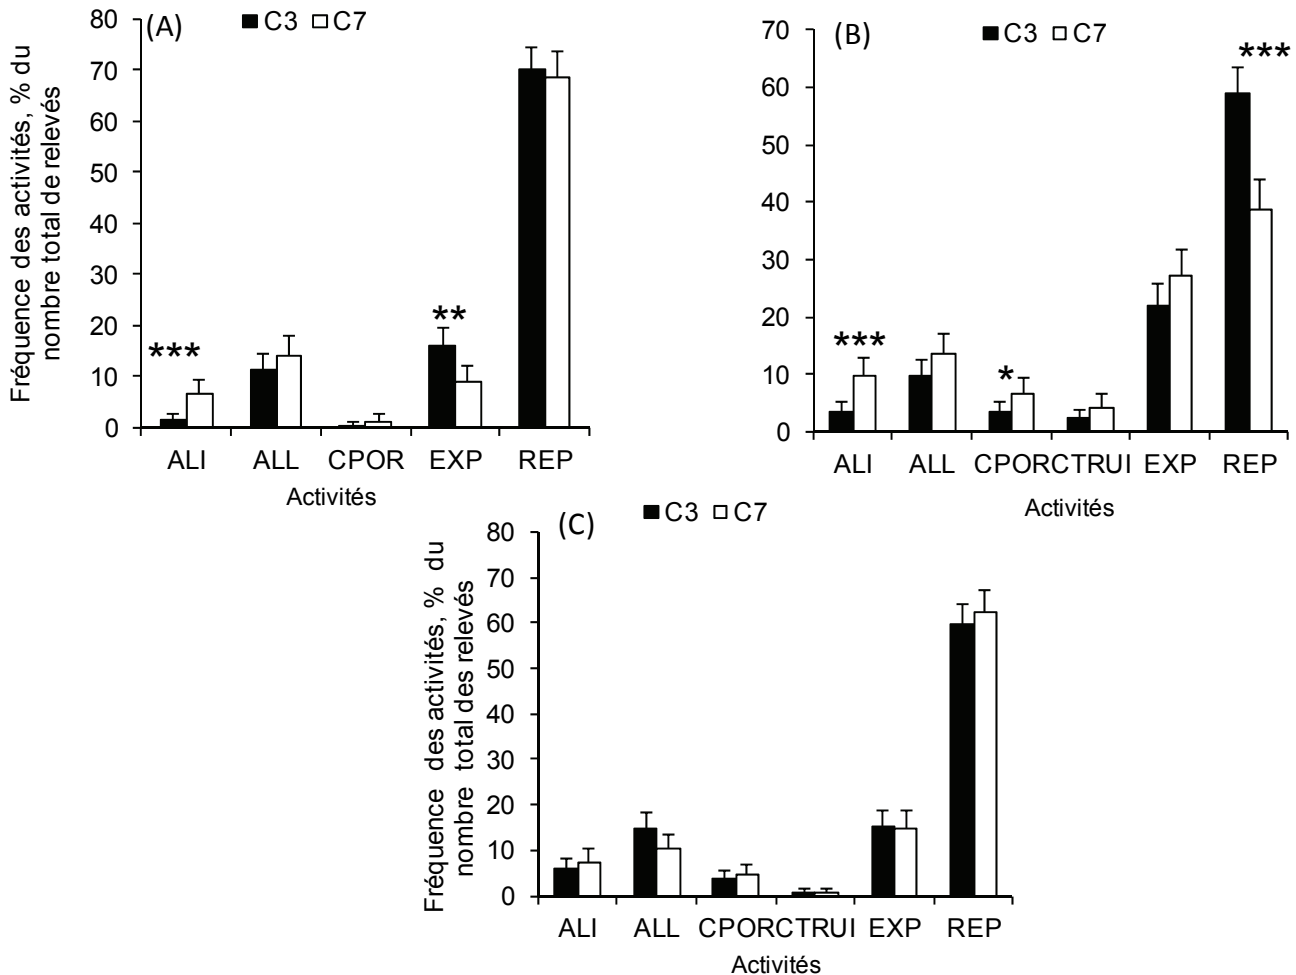 (A)
C3 C7
Fréquence des activités, % du
nombre total de relevés
80
70
60
50
40
30
20
10
0
***
**
ALI ALL CPOR EXP REP
Activités
(B)
C3 C7
70
60
50
40
30
20
10
0
***
*
***
ALI ALL CPORCTRUI EXP REP
Activités
(C)
C3 C7
Fréquence des activités, % du
nombre total des relevés
80
70
60
50
40
30
20
10
0
ALI ALL CPORCTRUI EXP REP
Activités